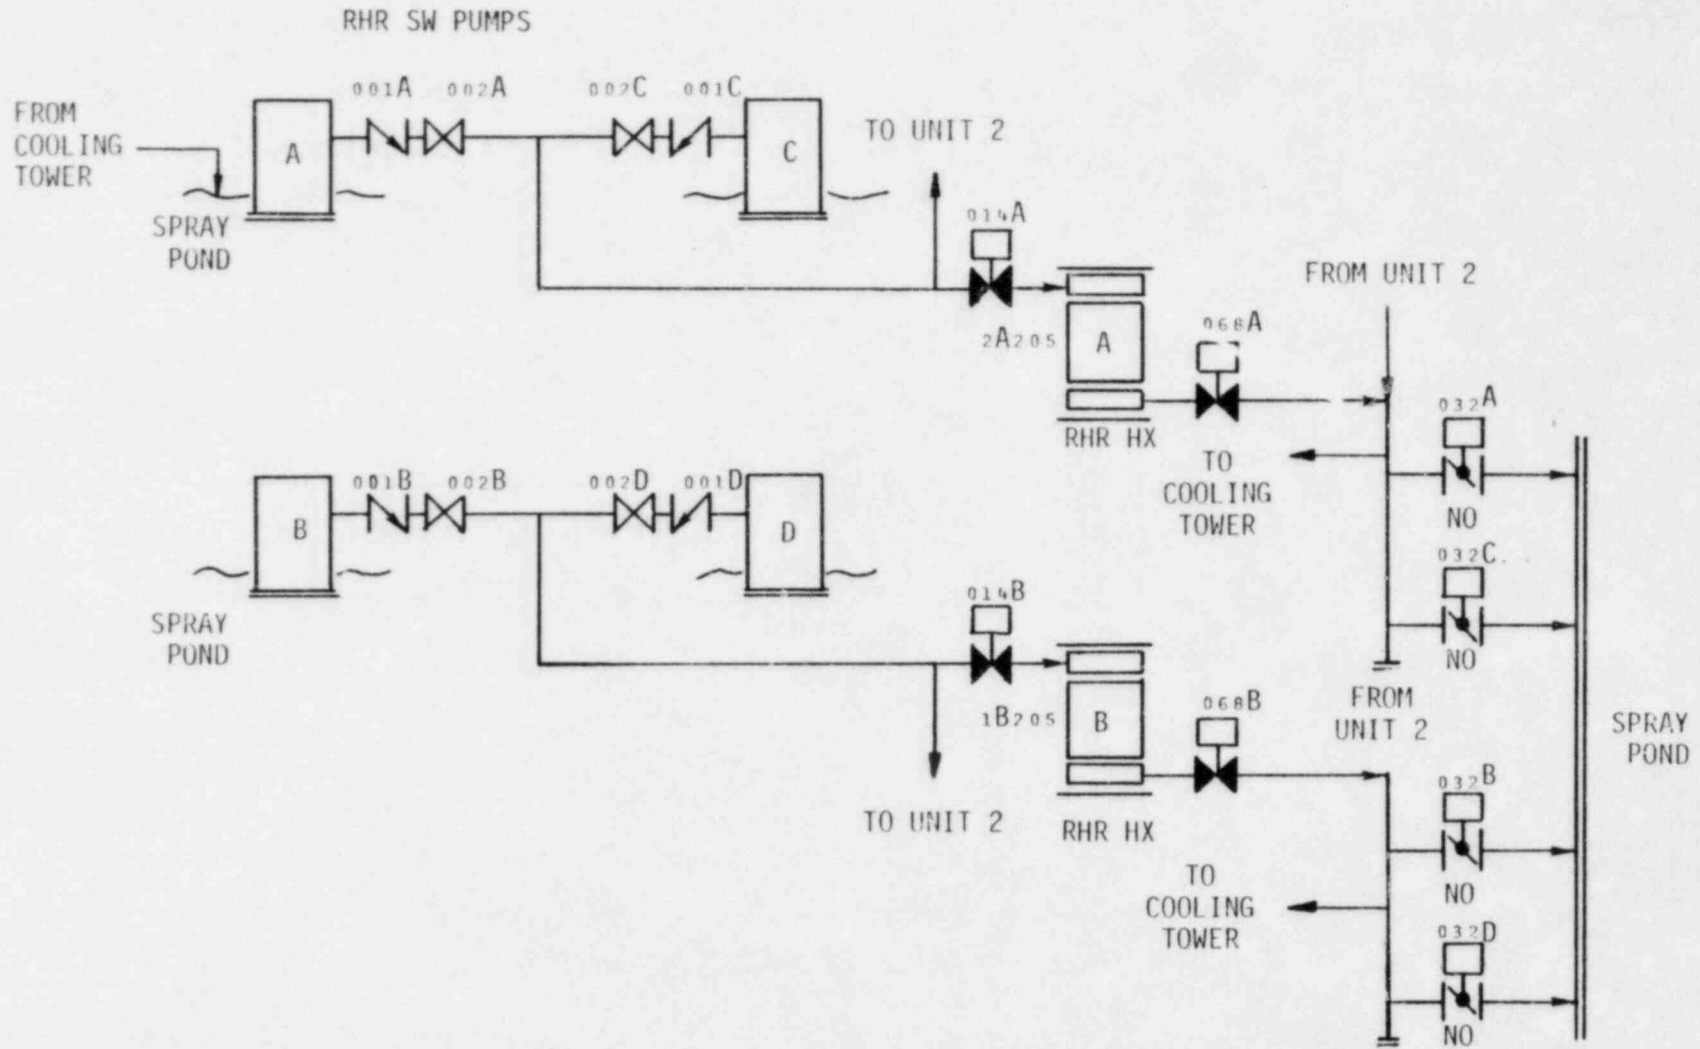 RHR SW PUMPS
FROM
COOLING
TOWER
001A 002A 002C 001C
A
C
SPRAY
POND
TO UNIT 2
014A
FROM UNIT 2
2A205
A
068A
RHR HX
032A
NO
TO
COOLING
TOWER
032C.
NO
001B 002B 002D 001D
B
D
SPRAY
POND
014B
1B205
B
068B
RHR HX
TO UNIT 2
FROM
UNIT 2
SPRAY
POND
032B
NO
TO
COOLING
TOWER
032D
NO